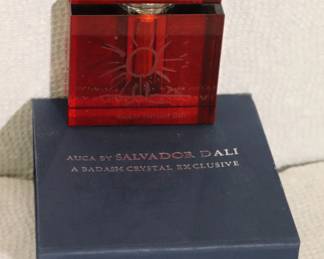 AUCA BY SALVADOR DALI
A BADASH CRYSTAL EXCLUSIVE